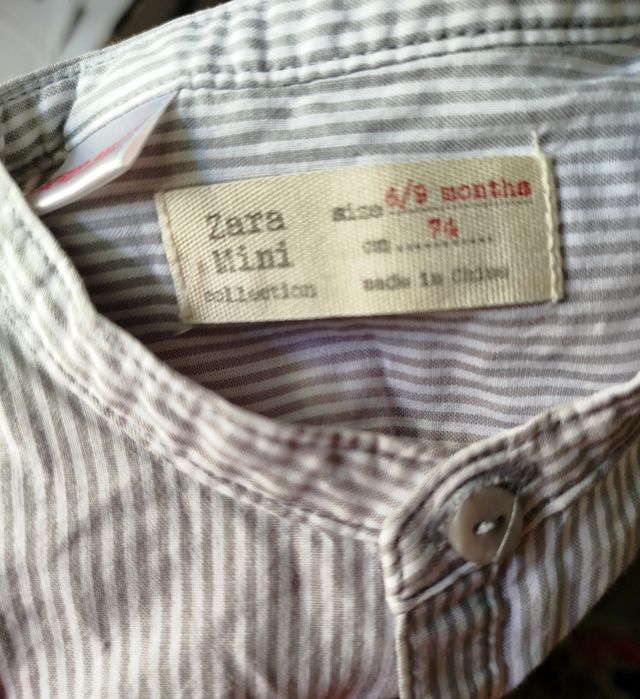 Zara
Mini
collection
size 6/9 months
cm.......74.....
made in China